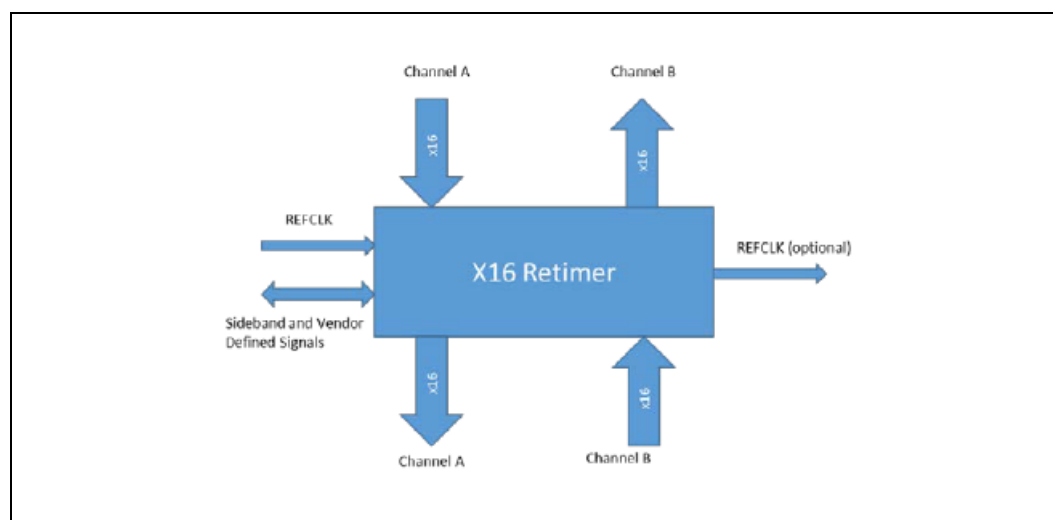 Channel A
Channel B
x16
x16
REFCLK
REFCLK (optional)
X16 Retimer
Sideband and Vendor
Defined Signals
x16
x16
Channel A
Channel B